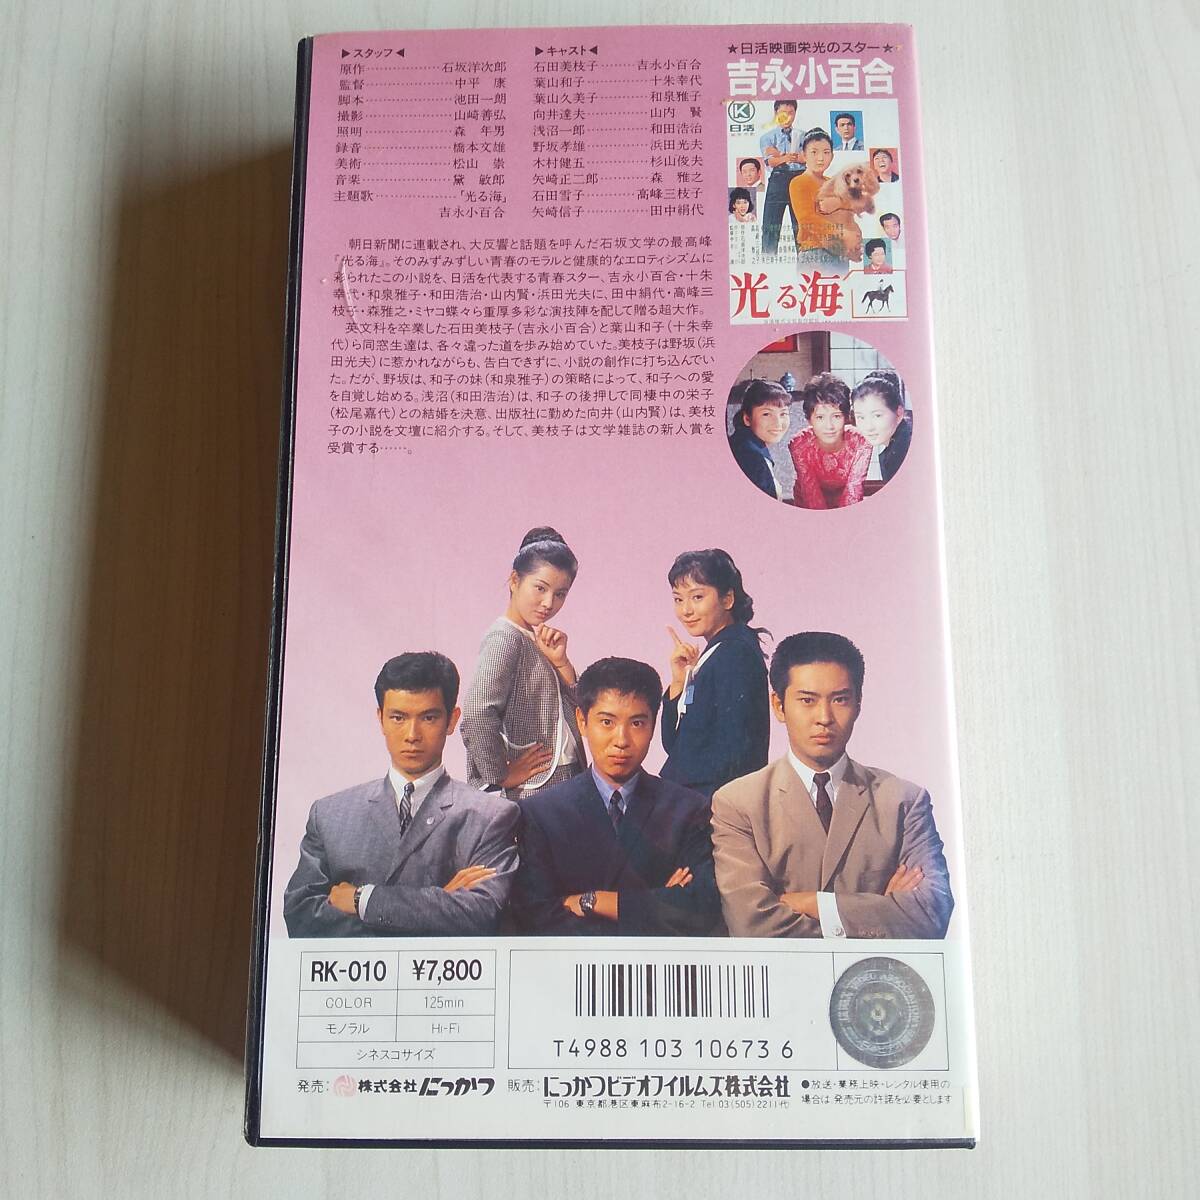 ▶スタッフ◀
原作………………石坂洋次郎
監督………………中平　康
脚本………………池田一朗
撮影………………山崎善弘
照明………………森　年男
録音………………橋本文雄
美術………………松山　崇
音楽………………黛　敏郎
主題歌………………「光る海」
吉永小百合
▶キャスト◀
石田美枝子………吉永小百合
葉山和子…………十朱幸代
葉山久美子………和泉雅子
向井達夫…………山内　賢
浅沼一郎…………和田浩治
野坂孝雄…………浜田光夫
木村健五…………杉山俊夫
矢崎正二郎………森　雅之
石田雪子…………高峰三枝子
矢崎信子…………田中絹代
★日活映画栄光のスター★
吉永小百合
K
日活
光る海
朝日新聞に連載され、大反響と話題を呼んだ石坂文学の最高峰
『光る海』。そのみずみずしい青春のモラルと健康的なエロティシズムに
彩られたこの小説を、日活を代表する青春スター、吉永小百合・十朱
幸代・和泉雅子・和田浩治・山内賢・浜田光夫に、田中絹代・高峰三
枝子・森雅之・ミヤコ蝶々ら重厚多彩な演技陣を配して贈る超大作。
英文科を卒業した石田美枝子(吉永小百合)と葉山和子(十朱幸
代)ら同窓生達は、各々違った道を歩み始めていた。美枝子は野坂(浜
田光夫)に惹かれながらも、告白できずに、小説の創作に打ち込んでい
た。だが、野坂は、和子の妹(和泉雅子)の策略によって、和子への愛
を自覚し始める。浅沼(和田浩治)は、和子の後押しで同棲中の栄子
(松尾嘉代)との結婚を決意、出版社に勤めた向井(山内賢)は、美枝
子の小説を文壇に紹介する。そして、美枝子は文学雑誌の新人賞を
受賞する……。
RK-010 ¥7,800
COLOR 125min
モノラル Hi-Fi
シネスコサイズ
T4988 103 10673 6
発売：株式会社にっかつ 販売：にっかつビデオフイルムズ株式会社
〒106 東京都港区東麻布2-16-2 Tel 03(505)2211代
●放送・業務上映・レンタル使用の
場合は、発売元の許諾を必要とします